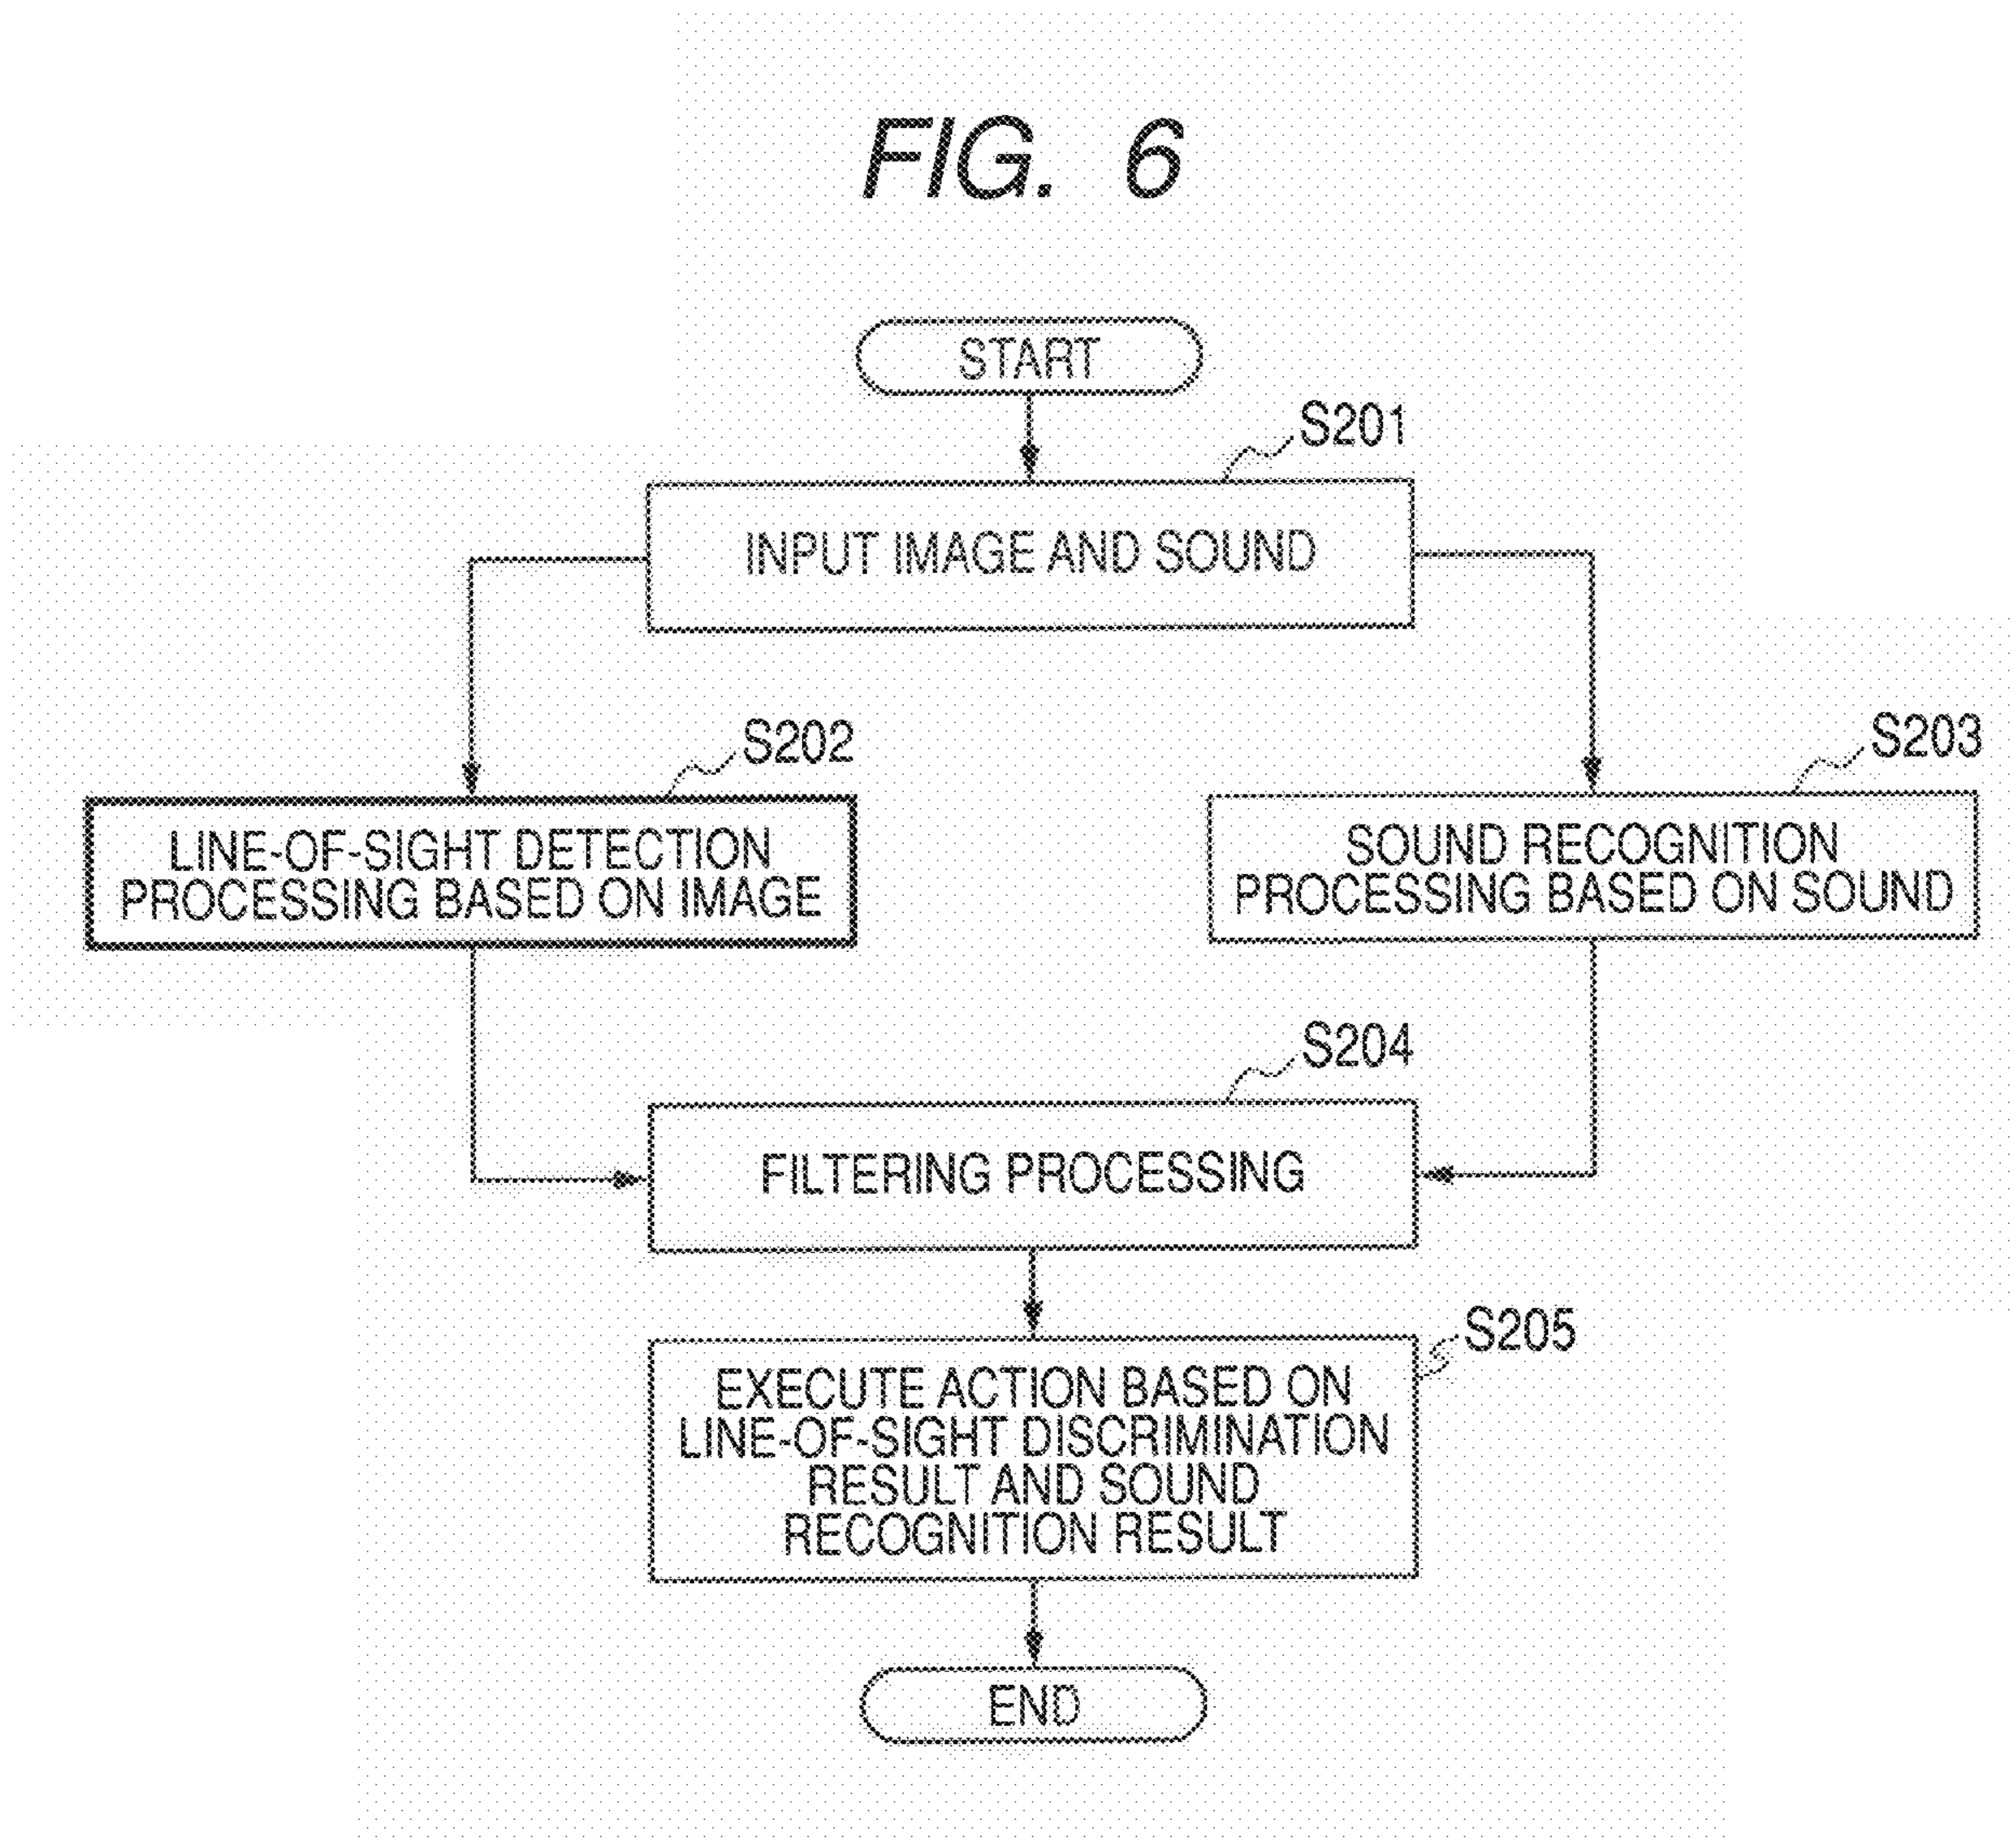 FIG. 6
START
S201
INPUT IMAGE AND SOUND
S202
LINE-OF-SIGHT DETECTION
PROCESSING BASED ON IMAGE
S203
SOUND RECOGNITION
PROCESSING BASED ON SOUND
S204
FILTERING PROCESSING
S205
EXECUTE ACTION BASED ON
LINE-OF-SIGHT DISCRIMINATION
RESULT AND SOUND
RECOGNITION RESULT
END